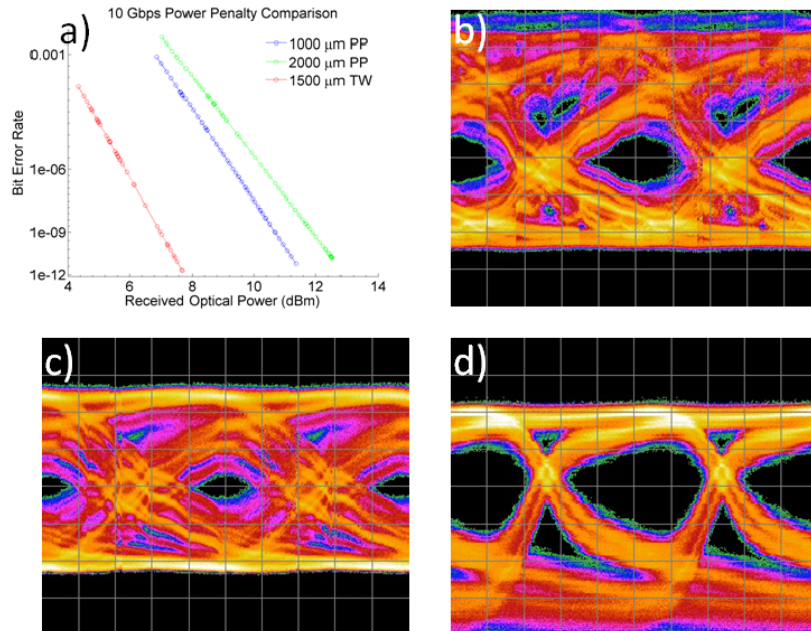 10 Gbps Power Penalty Comparison
a)
0.001
1e-06
1e-09
1e-12
Bit Error Rate
1000 μm PP
2000 μm PP
1500 μm TW
4 6 8 10 12 14
Received Optical Power (dBm)
b)
c)
d)